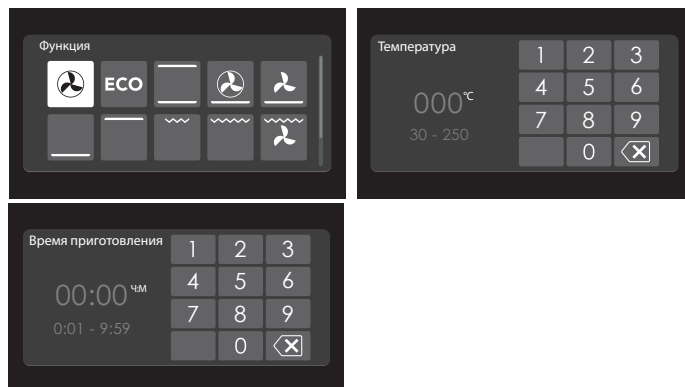 Функция
ECO
Температура
000°C
30 - 250
1 2 3
4 5 6
7 8 9
0
Время приготовления
00:00 ч:м
0:01 - 9:59
1 2 3
4 5 6
7 8 9
0